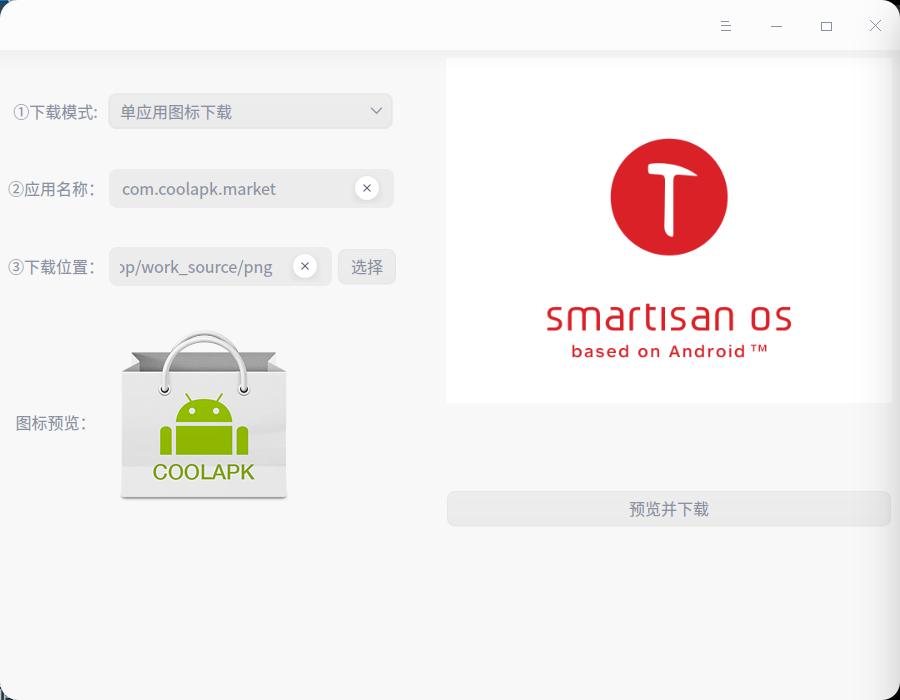 ①下载模式:
单应用图标下载
②应用名称：
com.coolapk.market
③下载位置：
op/work_source/png
选择
图标预览：
COOLAPK
smartisan os
based on Android™
预览并下载